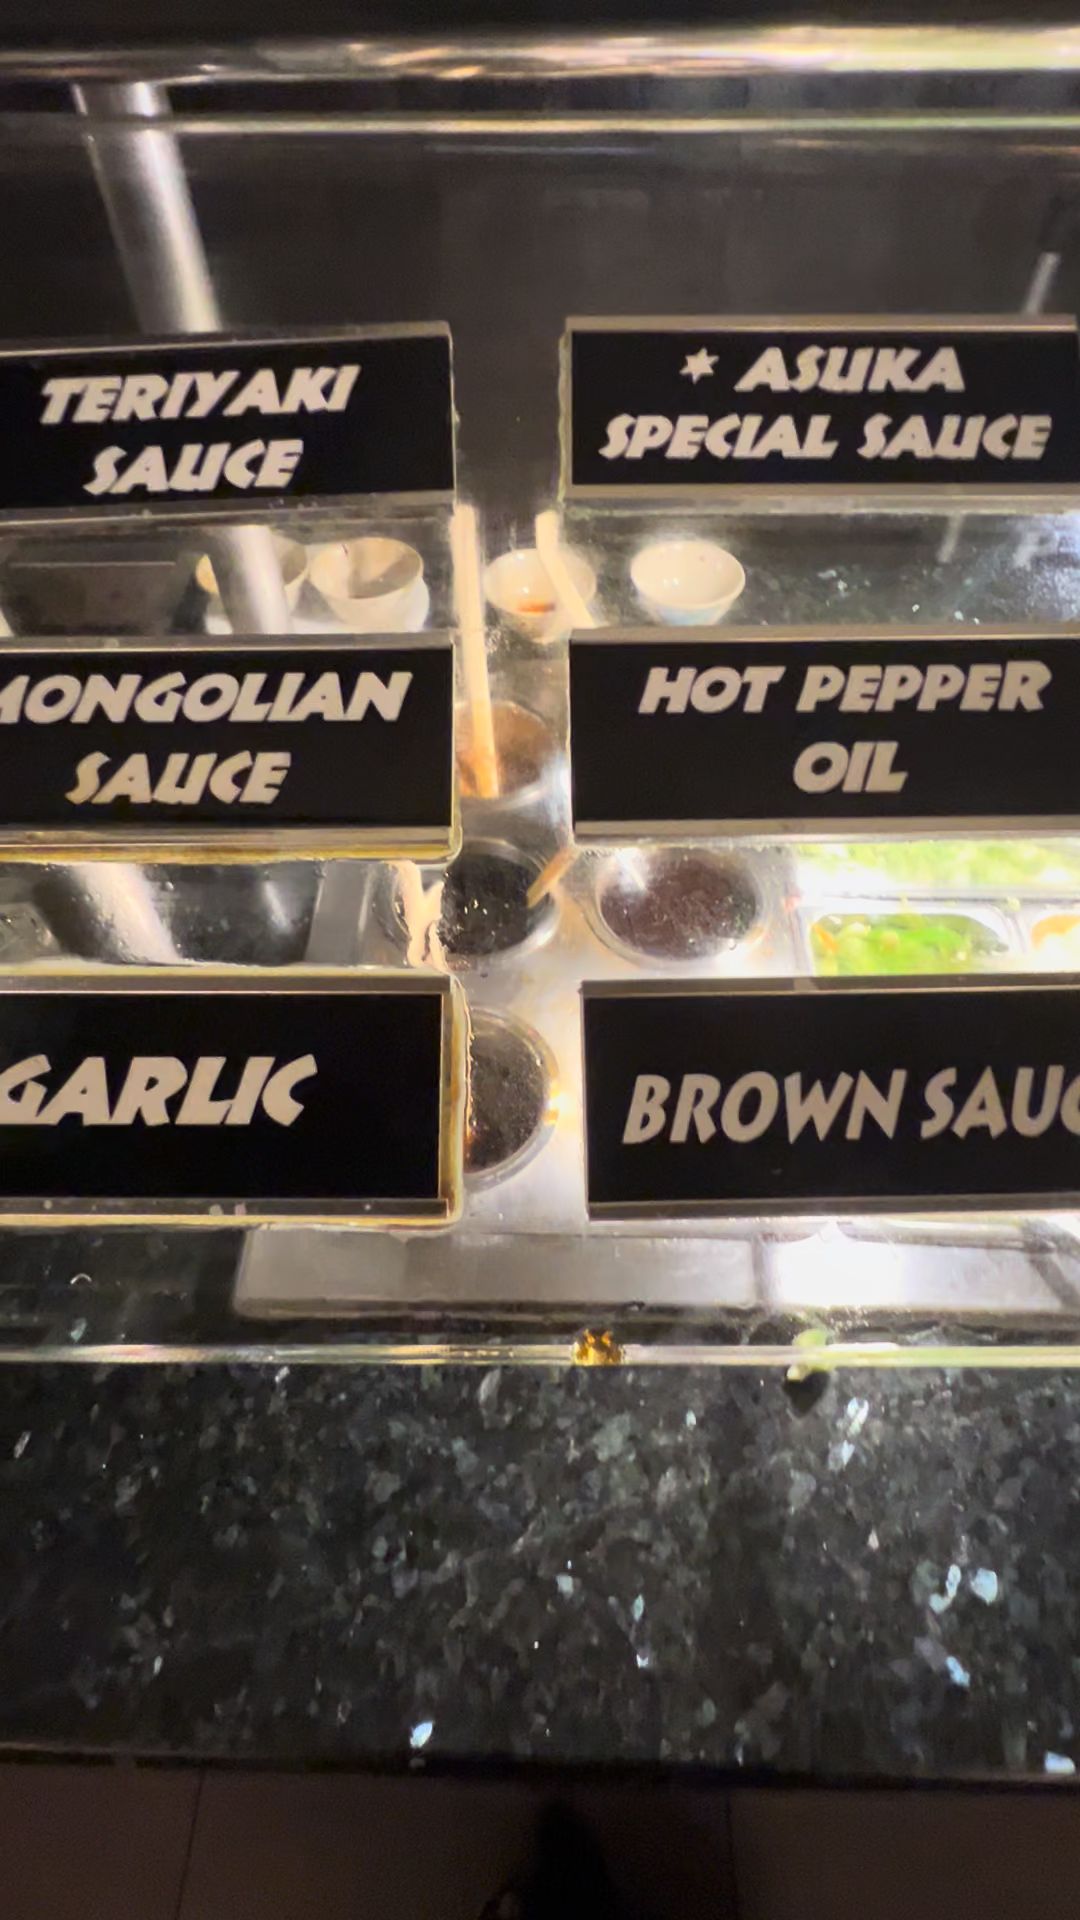 TERIYAKI
SAUCE
* ASUKA
SPECIAL SAUCE
MONGOLIAN
SAUCE
HOT PEPPER
OIL
GARLIC
BROWN SAUC